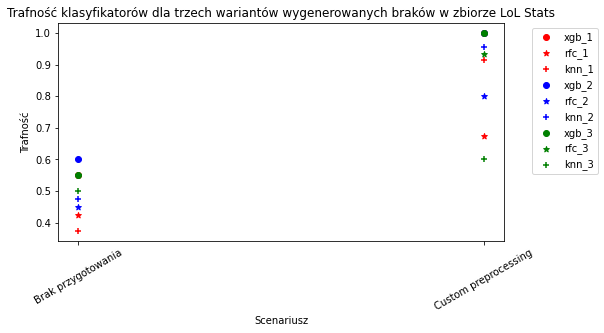 Trafność klasyfikatorów dla trzech wariantów wygenerowanych braków w zbiorze LoL Stats
1.0
0.9
0.8
0.7
0.6
0.5
0.4
Trafność
Brak przygotowania
Custom preprocessing
Scenariusz
xgb_1
rfc_1
knn_1
xgb_2
rfc_2
knn_2
xgb_3
rfc_3
knn_3